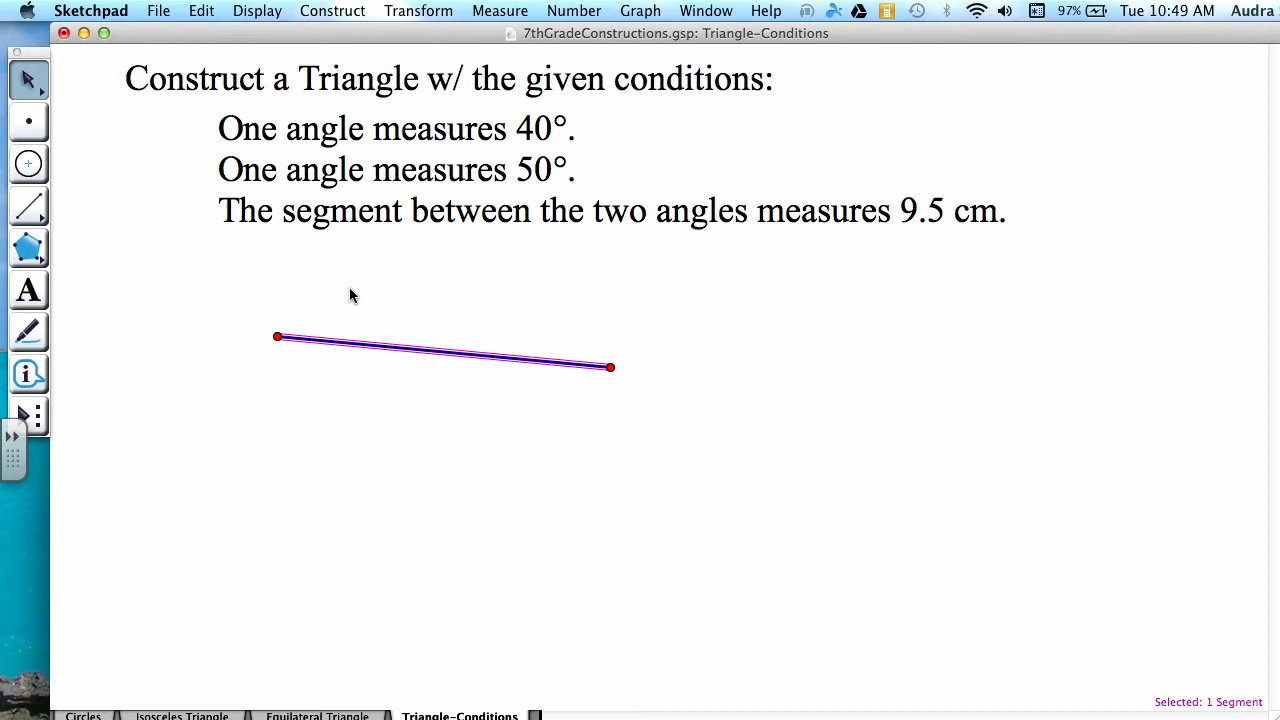 Sketchpad File Edit Display Construct Transform Measure Number Graph Window Help 97% Tue 10:49 AM Audra
7thGradeConstructions.gsp: Triangle-Conditions
Construct a Triangle w/ the given conditions:
One angle measures 40°.
One angle measures 50°.
The segment between the two angles measures 9.5 cm.
A
i
Selected: 1 Segment
Circles Isosceles Triangle Equilateral Triangle Triangle-Conditions